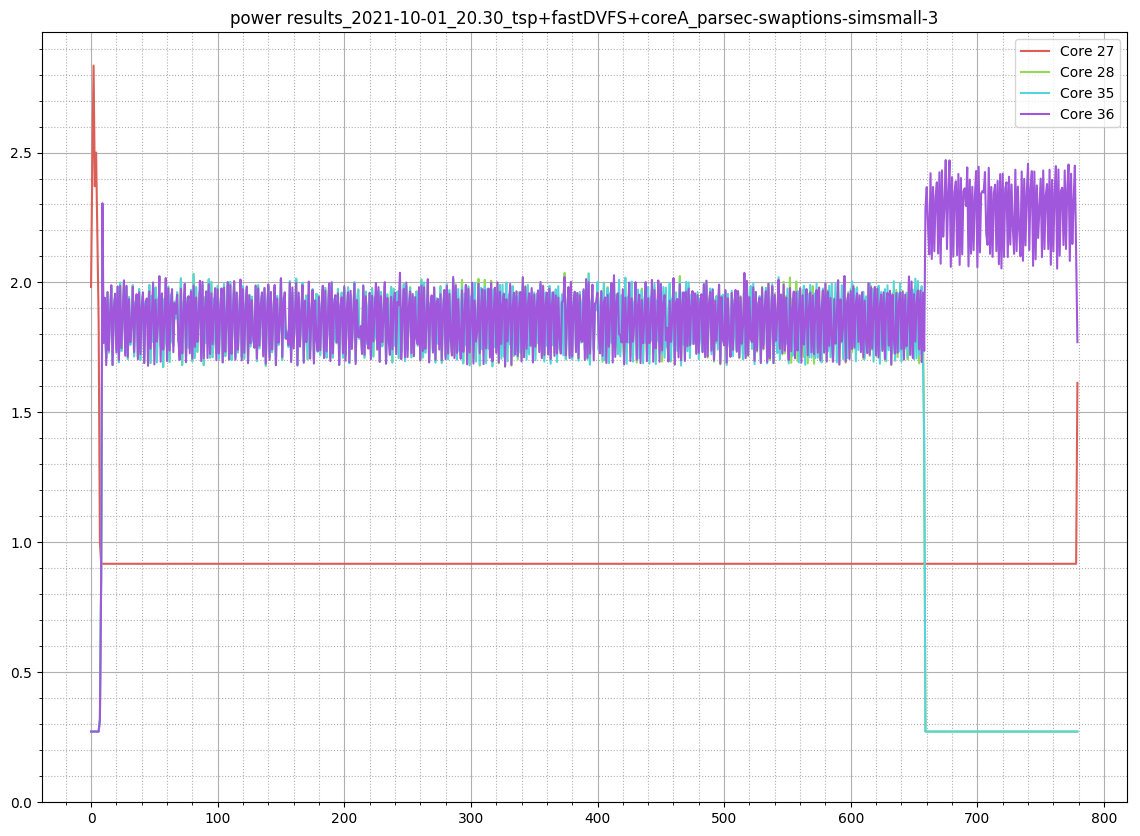 power results_2021-10-01_20.30_tsp+fastDVFS+coreA_parsec-swaptions-simsmall-3
Core 27
Core 28
Core 35
Core 36
2.5
2.0
1.5
1.0
0.5
0.0
0 100 200 300 400 500 600 700 800